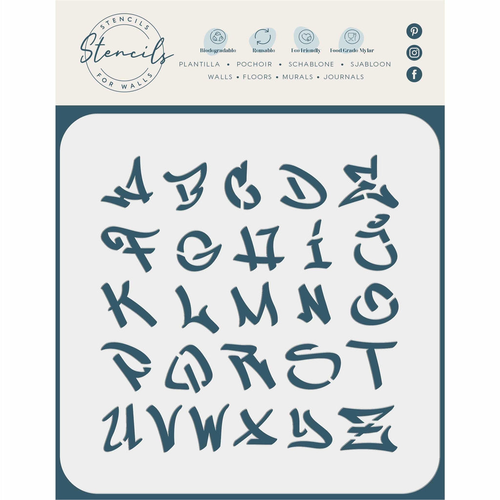 STENCILS
Stencils
FOR WALLS
Biodegradable Reusable Eco Friendly Food Grade Mylar
PLANTILLA • POCHOIR • SCHABLONE • SJABLOON
WALLS • FLOORS • MURALS • JOURNALS
A B C D E
F G H I J
K L M N O
P Q R S T
U V W X Y Z